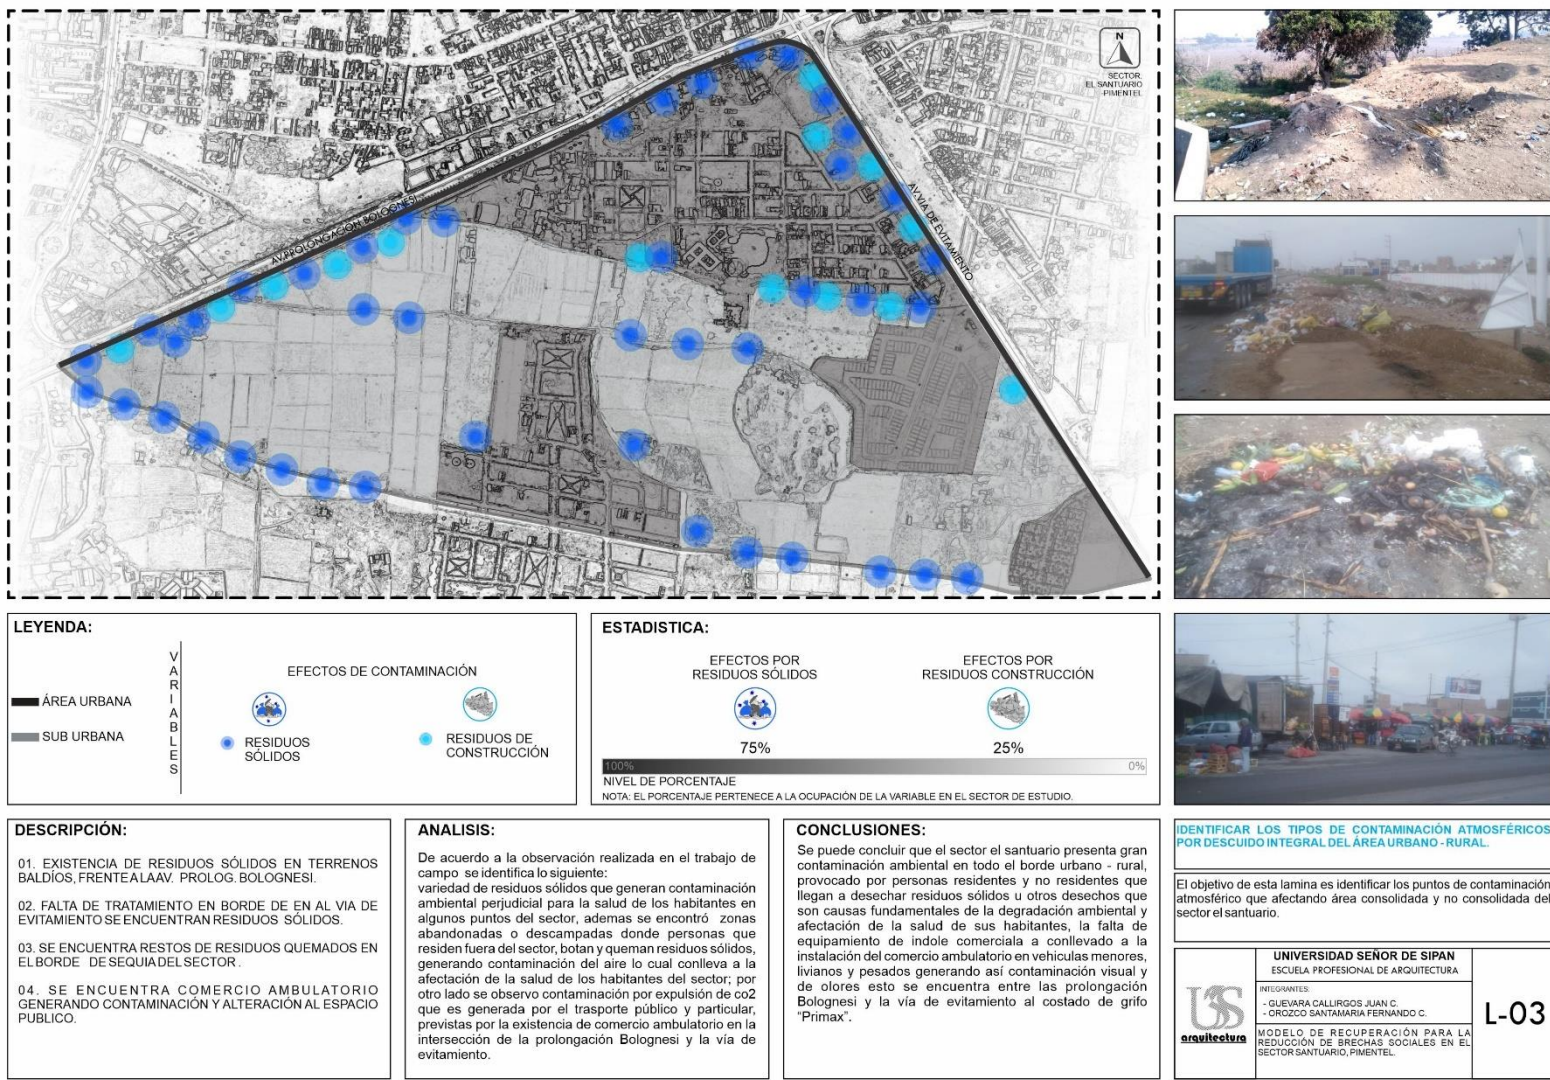 N
SECTOR.
EL SANTUARIO
-PIMENTEL
AV.PROLONGACION BOLOGNESI
AV.VIA DE EVITAMIENTO
LEYENDA:
ÁREA URBANA
SUB URBANA
VARIABLES
EFECTOS DE CONTAMINACIÓN
RESIDUOS
SÓLIDOS
RESIDUOS DE
CONSTRUCCIÓN
ESTADISTICA:
EFECTOS POR
RESIDUOS SÓLIDOS
75%
EFECTOS POR
RESIDUOS CONSTRUCCIÓN
25%
100%
0%
NIVEL DE PORCENTAJE
NOTA: EL PORCENTAJE PERTENECE A LA OCUPACIÓN DE LA VARIABLE EN EL SECTOR DE ESTUDIO.
DESCRIPCIÓN:
01. EXISTENCIA DE RESIDUOS SÓLIDOS EN TERRENOS
BALDÍOS, FRENTE A LA AV. PROLOG. BOLOGNESI.
02. FALTA DE TRATAMIENTO EN BORDE DE EN AL VIA DE
EVITAMIENTO SE ENCUENTRAN RESIDUOS SÓLIDOS.
03. SE ENCUENTRA RESTOS DE RESIDUOS QUEMADOS EN
EL BORDE DE SEQUIA DEL SECTOR .
04. SE ENCUENTRA COMERCIO AMBULATORIO
GENERANDO CONTAMINACIÓN Y ALTERACIÓN AL ESPACIO
PUBLICO.
ANALISIS:
De acuerdo a la observación realizada en el trabajo de
campo se identifica lo siguiente:
variedad de residuos sólidos que generan contaminación
ambiental perjudicial para la salud de los habitantes en
algunos puntos del sector, ademas se encontró zonas
abandonadas o descampadas donde personas que
residen fuera del sector, botan y queman residuos sólidos,
generando contaminación del aire lo cual conlleva a la
afectación de la salud de los habitantes del sector; por
otro lado se observo contaminación por expulsión de co2
que es generada por el trasporte público y particular,
previstas por la existencia de comercio ambulatorio en la
intersección de la prolongación Bolognesi y la vía de
evitamiento.
CONCLUSIONES:
Se puede concluir que el sector el santuario presenta gran
contaminación ambiental en todo el borde urbano - rural,
provocado por personas residentes y no residentes que
llegan a desechar residuos sólidos u otros desechos que
son causas fundamentales de la degradación ambiental y
afectación de la salud de sus habitantes, la falta de
equipamiento de indole comerciala a conllevado a la
instalación del comercio ambulatorio en vehiculas menores,
livianos y pesados generando así contaminación visual y
de olores esto se encuentra entre las prolongación
Bolognesi y la vía de evitamiento al costado de grifo
"Primax".
IDENTIFICAR LOS TIPOS DE CONTAMINACIÓN ATMOSFÉRICOS
POR DESCUIDO INTEGRAL DEL ÁREA URBANO - RURAL.
El objetivo de esta lamina es identificar los puntos de contaminación
atmosférico que afectando área consolidada y no consolidada del
sector el santuario.
USS
arquitectura
UNIVERSIDAD SEÑOR DE SIPAN
ESCUELA PROFESIONAL DE ARQUITECTURA
INTEGRANTES:
- GUEVARA CALLIRGOS JUAN C.
- OROZCO SANTAMARIA FERNANDO C.
MODELO DE RECUPERACIÓN PARA LA
REDUCCIÓN DE BRECHAS SOCIALES EN EL
SECTOR SANTUARIO, PIMENTEL.
L-03